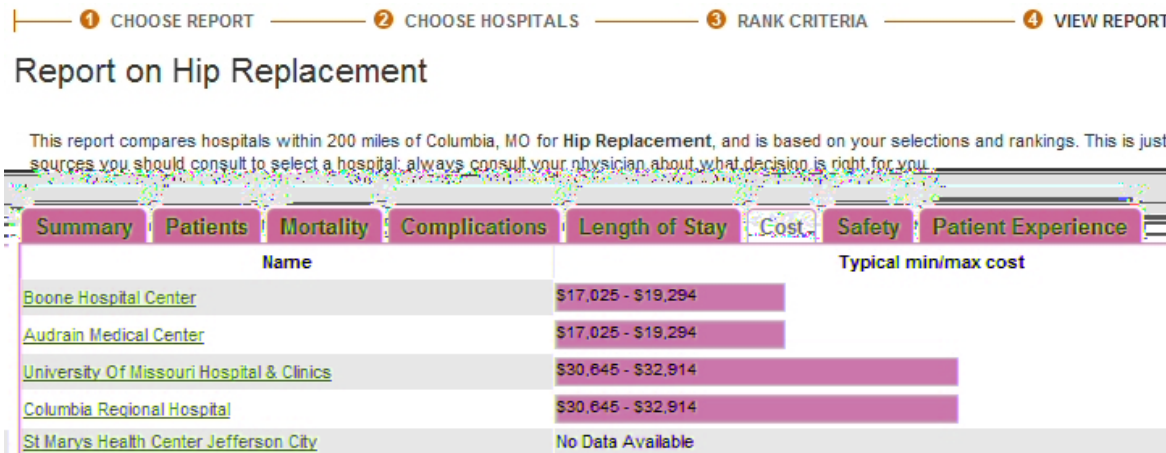 1 CHOOSE REPORT 2 CHOOSE HOSPITALS 3 RANK CRITERIA 4 VIEW REPORT
Report on Hip Replacement
This report compares hospitals within 200 miles of Columbia, MO for Hip Replacement, and is based on your selections and rankings. This is just
sources you should consult to select a hospital; always consult your physician about what decision is right for you.
Summary Patients Mortality Complications Length of Stay Cost Safety Patient Experience
Name Typical min/max cost
Boone Hospital Center $17,025 - $19,294
Audrain Medical Center $17,025 - $19,294
University Of Missouri Hospital & Clinics $30,645 - $32,914
Columbia Regional Hospital $30,645 - $32,914
St Marys Health Center Jefferson City No Data Available